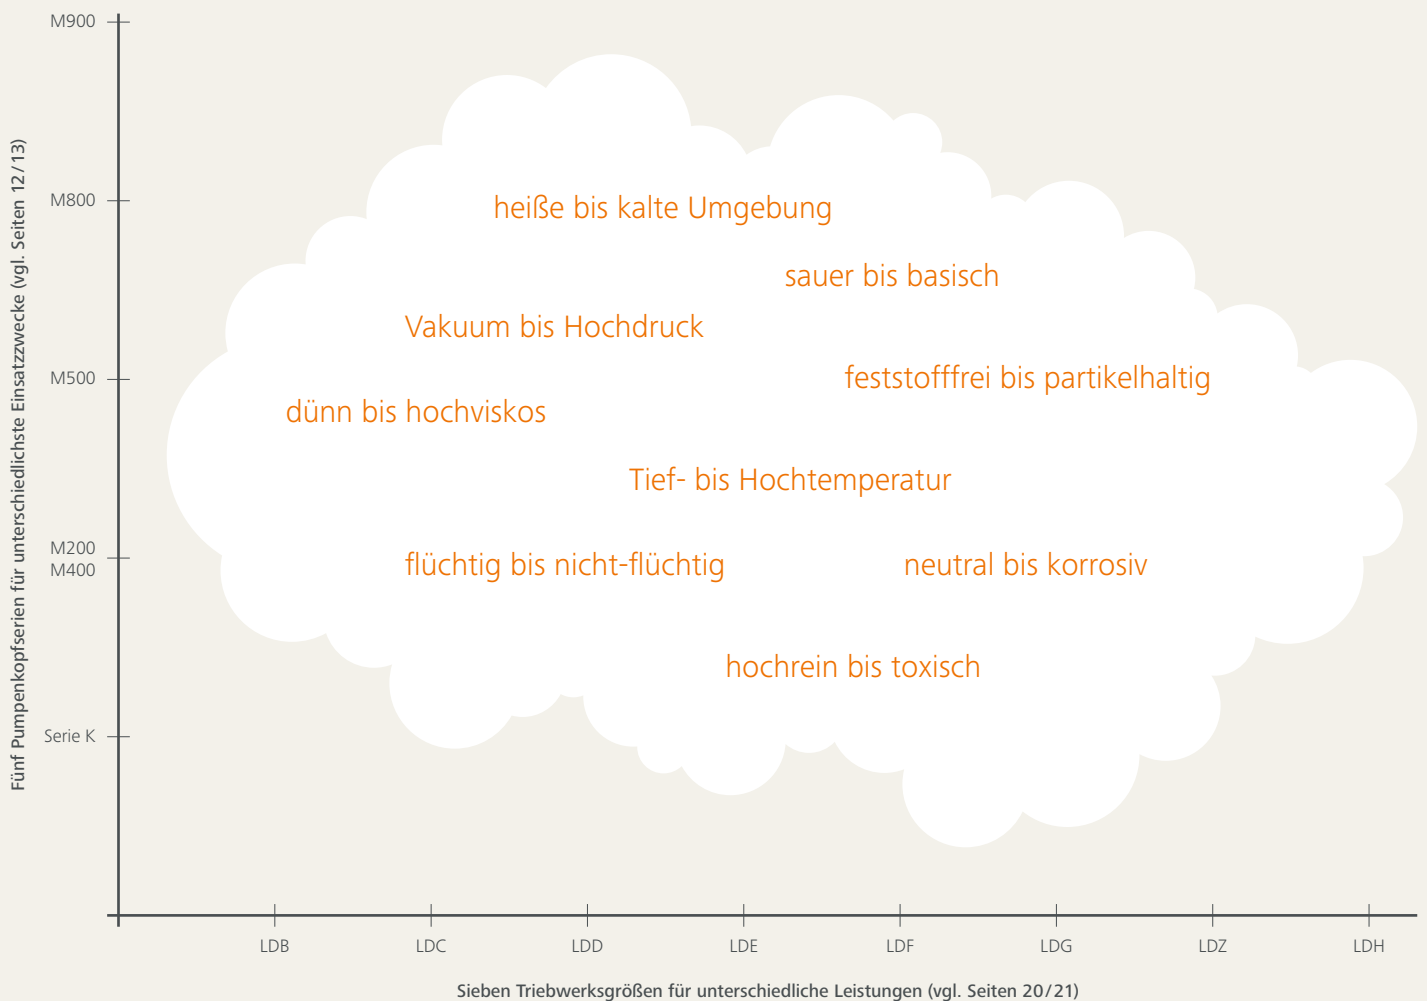 Fünf Pumpenkopfserien für unterschiedlichste Einsatzzwecke (vgl. Seiten 12/13)
M900
M800
M500
M200
M400
Serie K
heiße bis kalte Umgebung
sauer bis basisch
Vakuum bis Hochdruck
feststofffrei bis partikelhaltig
dünn bis hochviskos
Tief- bis Hochtemperatur
flüchtig bis nicht-flüchtig
neutral bis korrosiv
hochrein bis toxisch
LDB LDC LDD LDE LDF LDG LDZ LDH
Sieben Triebwerksgrößen für unterschiedliche Leistungen (vgl. Seiten 20/21)